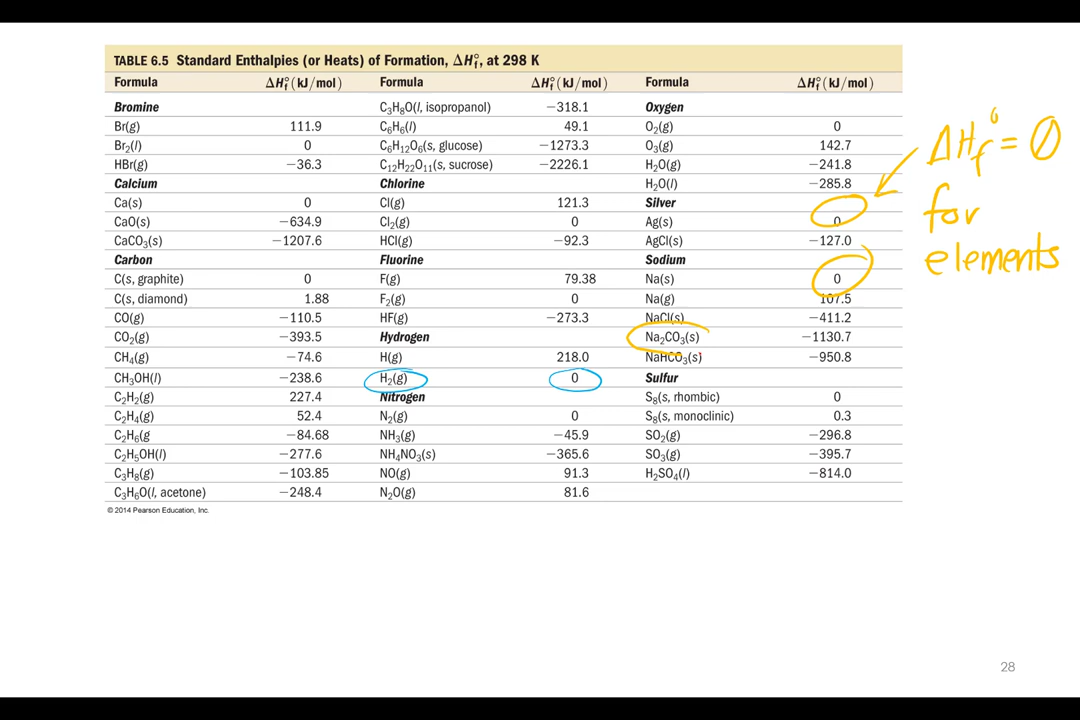 TABLE 6.5 Standard Enthalpies (or Heats) of Formation, ΔH°f, at 298 K
Formula ΔH°f (kJ/mol) Formula ΔH°f (kJ/mol) Formula ΔH°f (kJ/mol)
Bromine C₃H₈O(l, isopropanol) −318.1 Oxygen
Br(g) 111.9 C₆H₆(l) 49.1 O₂(g) 0
Br₂(l) 0 C₆H₁₂O₆(s, glucose) −1273.3 O₃(g) 142.7
HBr(g) −36.3 C₁₂H₂₂O₁₁(s, sucrose) −2226.1 H₂O(g) −241.8
Calcium Chlorine H₂O(l) −285.8
Ca(s) 0 Cl(g) 121.3 Silver
CaO(s) −634.9 Cl₂(g) 0 Ag(s) 0
CaCO₃(s) −1207.6 HCl(g) −92.3 AgCl(s) −127.0
Carbon Fluorine Sodium
C(s, graphite) 0 F(g) 79.38 Na(s) 0
C(s, diamond) 1.88 F₂(g) 0 Na(g) 107.5
CO(g) −110.5 HF(g) −273.3 NaCl(s) −411.2
CO₂(g) −393.5 Hydrogen Na₂CO₃(s) −1130.7
CH₄(g) −74.6 H(g) 218.0 NaHCO₃(s) −950.8
CH₃OH(l) −238.6 H₂(g) 0 Sulfur
C₂H₂(g) 227.4 Nitrogen S₈(s, rhombic) 0
C₂H₄(g) 52.4 N₂(g) 0 S₈(s, monoclinic) 0.3
C₂H₆(g −84.68 NH₃(g) −45.9 SO₂(g) −296.8
C₂H₅OH(l) −277.6 NH₄NO₃(s) −365.6 SO₃(g) −395.7
C₃H₈(g) −103.85 NO(g) 91.3 H₂SO₄(l) −814.0
C₃H₆O(l, acetone) −248.4 N₂O(g) 81.6
© 2014 Pearson Education, Inc.
ΔHf° = 0
for
elements
28